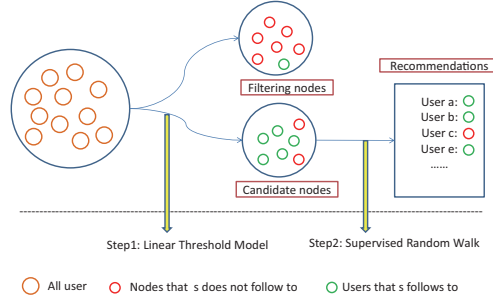 Recommendations
Filtering nodes
User a:
User b:
User c:
User e:
......
Candidate nodes
Step1: Linear Threshold Model
Step2: Supervised Random Walk
All user
Nodes that s does not follow to
Users that s follows to